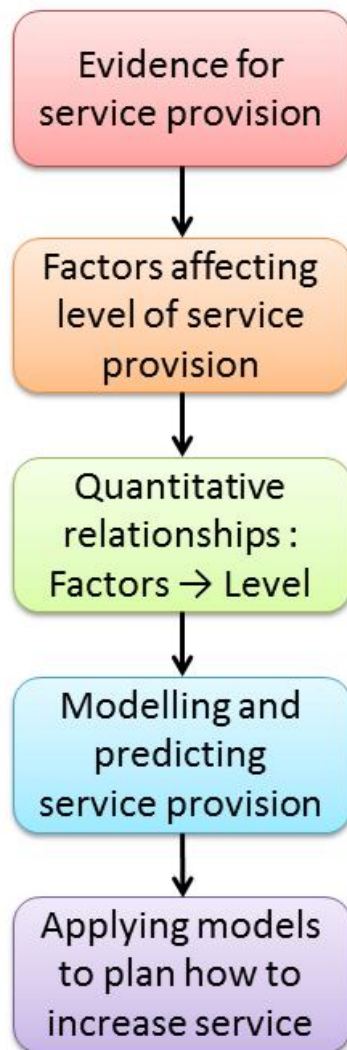 Evidence for
service provision
Factors affecting
level of service
provision
Quantitative
relationships :
Factors → Level
Modelling and
predicting
service provision
Applying models
to plan how to
increase service